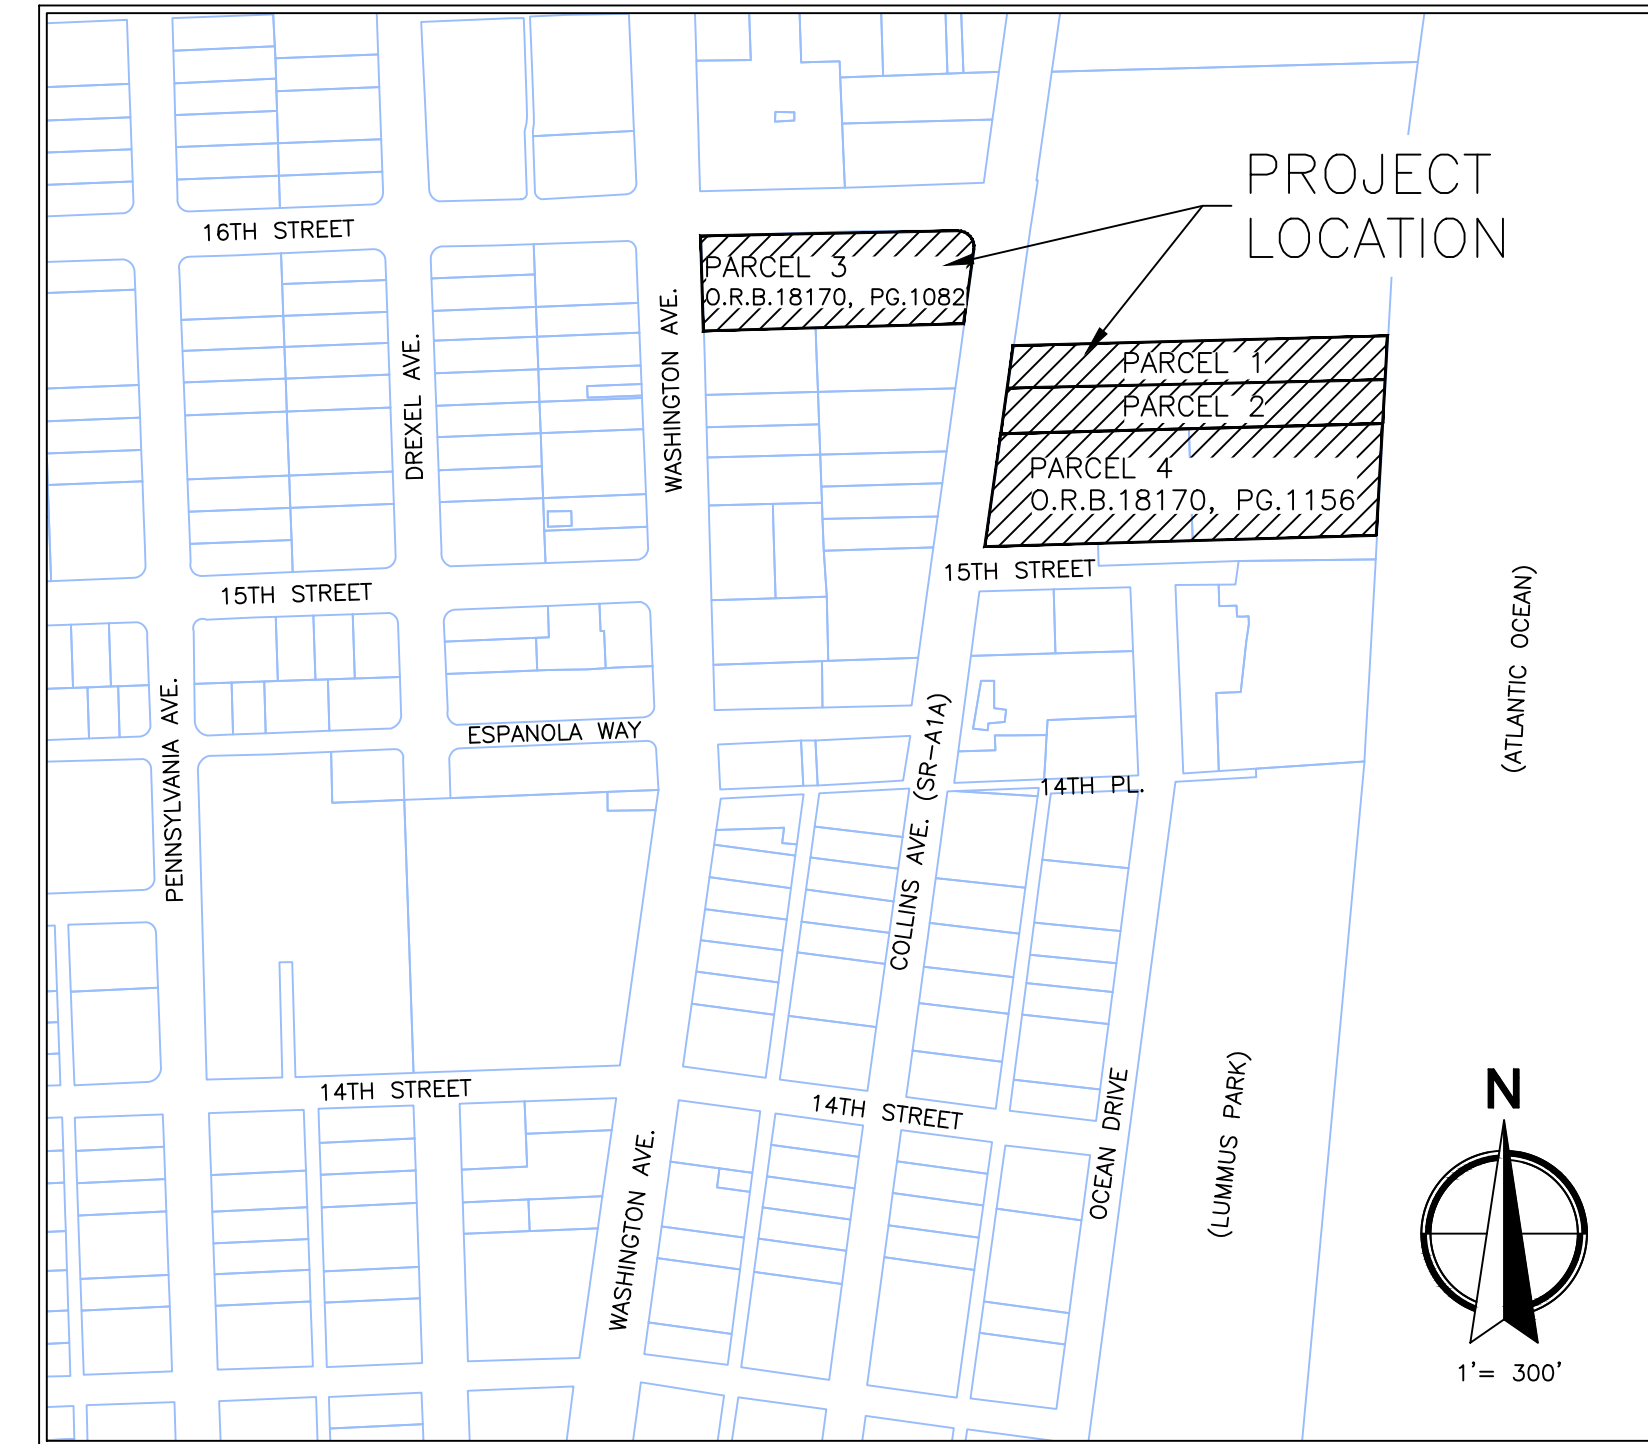 PROJECT
LOCATION
16TH STREET
PARCEL 3
O.R.B.18170, PG.1082
WASHINGTON AVE.
DREXEL AVE.
PARCEL 1
PARCEL 2
PARCEL 4
O.R.B.18170, PG.1156
15TH STREET
15TH STREET
(ATLANTIC OCEAN)
PENNSYLVANIA AVE.
ESPANOLA WAY
COLLINS AVE. (SR-A1A)
14TH PL.
14TH STREET
14TH STREET
WASHINGTON AVE.
OCEAN DRIVE
(LUMMUS PARK)
N
1'= 300'